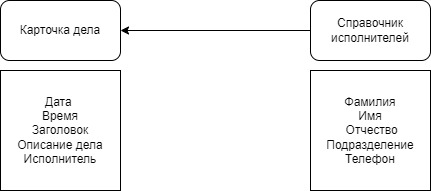 Карточка дела
Справочник
исполнителей
Дата
Время
Заголовок
Описание дела
Исполнитель
Фамилия
Имя
Отчество
Подразделение
Телефон